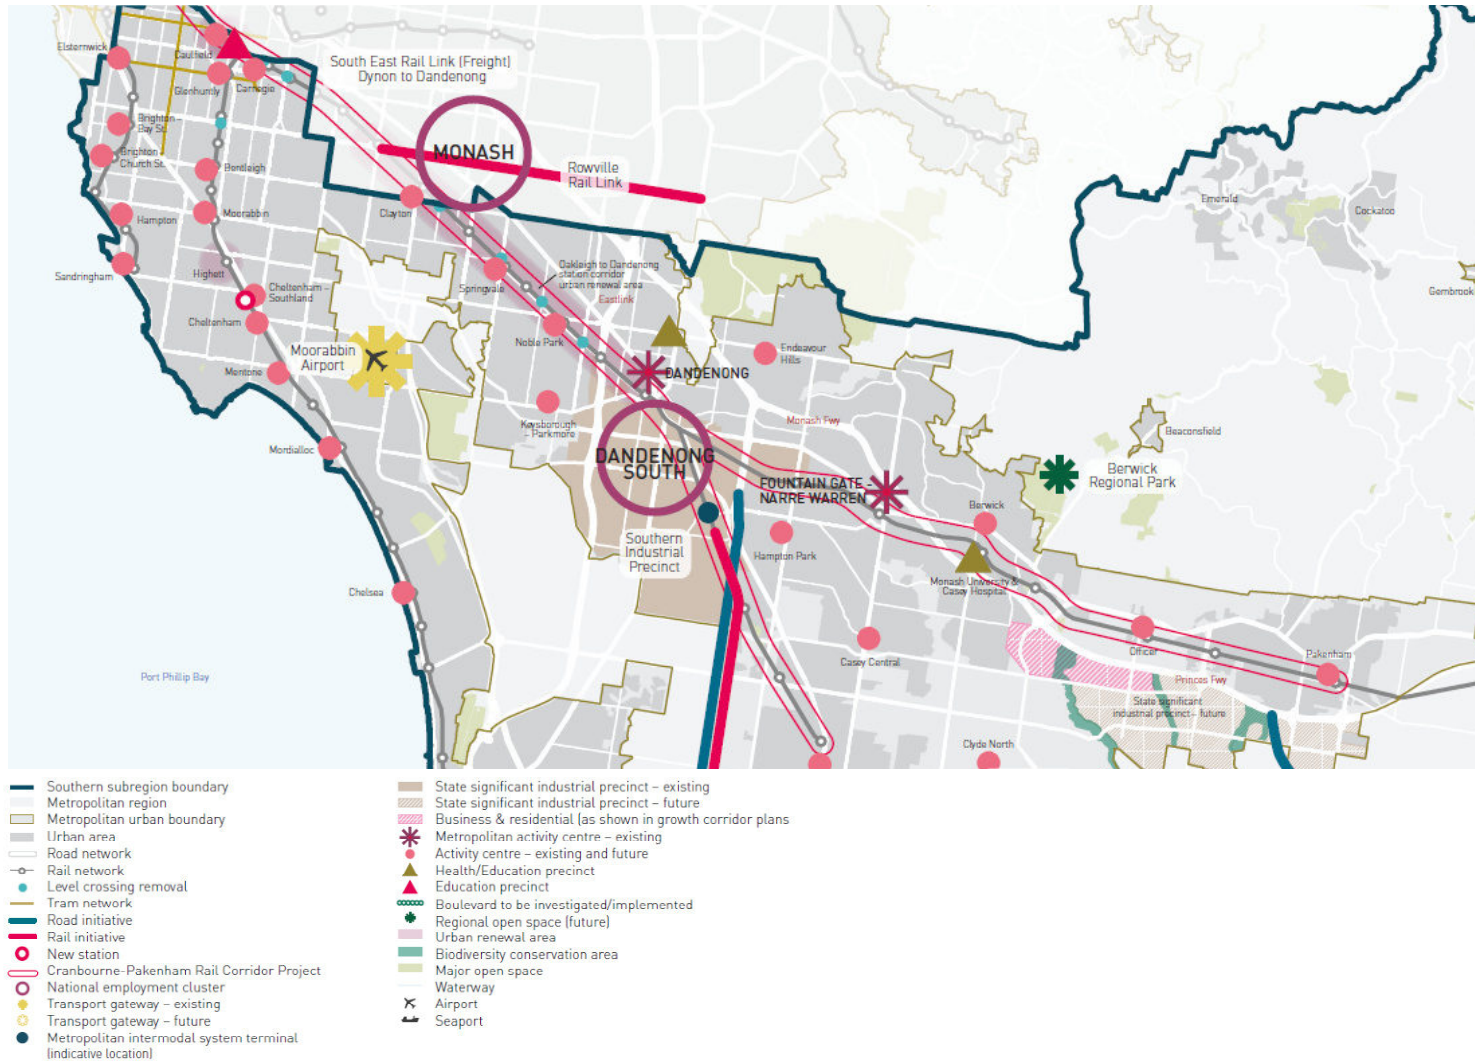 Elsternwick
Caulfield
Glenhuntly
Carnegie
South East Rail Link (Freight)
Dynon to Dandenong
Brighton –
Bay St.
Brighton
Church St.
Bentleigh
MONASH
Rowville
Rail Link
Hampton
Moorabbin
Clayton
Emerald
Cockatoo
Sandringham
Highett
Cheltenham –
Southland
Springvale
Oakleigh to Dandenong
station corridor
urban renewal area
Eastlink
Gembrook
Cheltenham
Noble Park
Moorabbin
Airport
Endeavour
Hills
Mentone
DANDENONG
Keysborough
– Parkmore
Monash Fwy
Mordialloc
Beaconsfield
DANDENONG
SOUTH
FOUNTAIN GATE –
NARRE WARREN
Berwick
Regional Park
Berwick
Southern
Industrial
Precinct
Hampton Park
Monash University &
Casey Hospital
Chelsea
Casey Central
Officer
Pakenham
Port Phillip Bay
Princes Fwy
State significant
industrial precinct – future
Clyde North
Southern subregion boundary
Metropolitan region
Metropolitan urban boundary
Urban area
Road network
Rail network
Level crossing removal
Tram network
Road initiative
Rail initiative
New station
Cranbourne-Pakenham Rail Corridor Project
National employment cluster
Transport gateway – existing
Transport gateway – future
Metropolitan intermodal system terminal
(indicative location)
State significant industrial precinct – existing
State significant industrial precinct – future
Business & residential (as shown in growth corridor plans
Metropolitan activity centre – existing
Activity centre – existing and future
Health/Education precinct
Education precinct
Boulevard to be investigated/implemented
Regional open space (future)
Urban renewal area
Biodiversity conservation area
Major open space
Waterway
Airport
Seaport